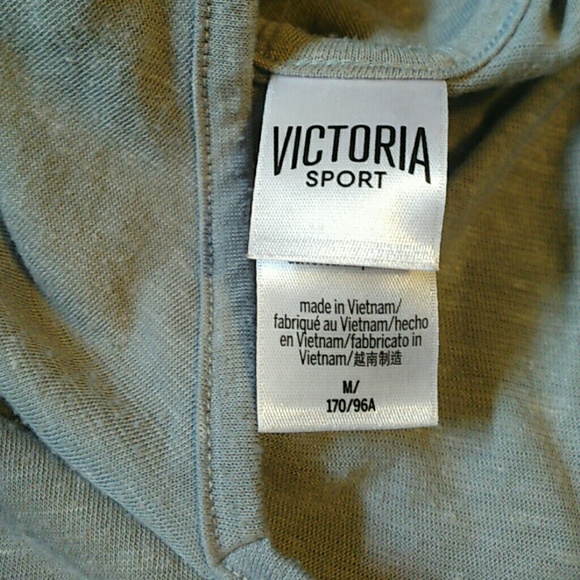 VICTORIA
SPORT
made in Vietnam/
fabriqué au Vietnam/hecho
en Vietnam/fabbricato in
Vietnam/越南制造
M/
170/96A